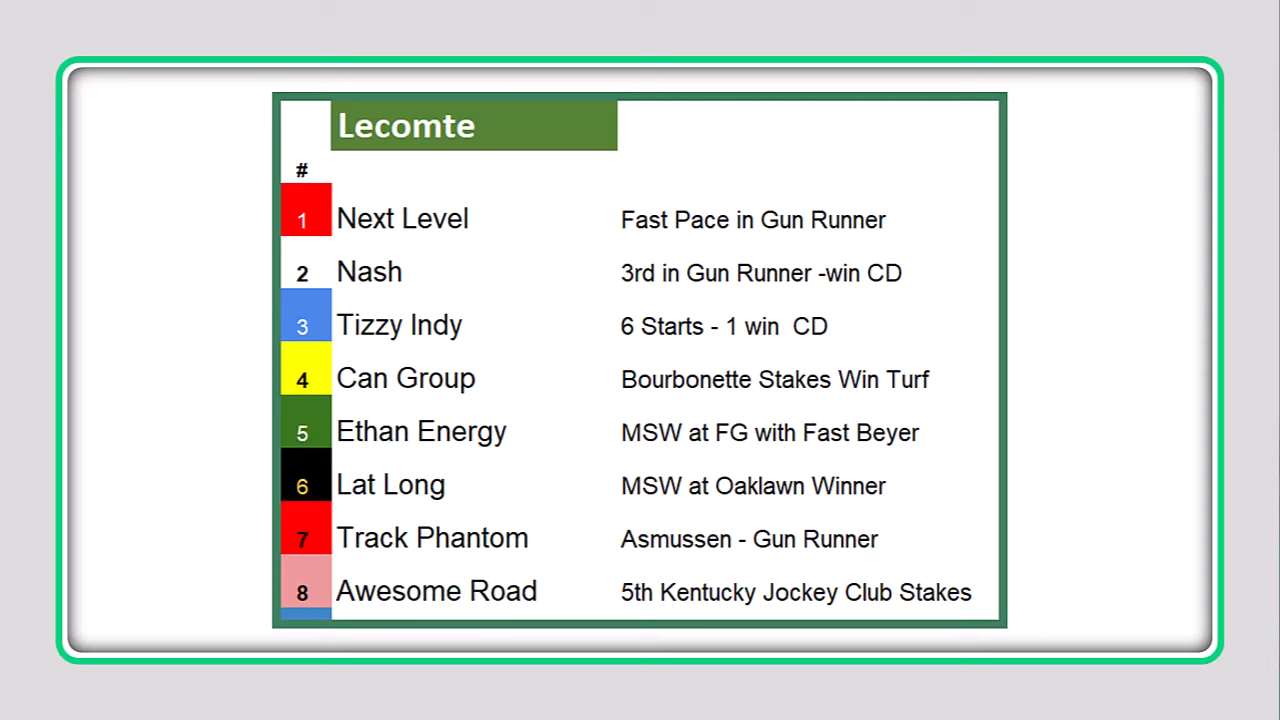 Lecomte
#
1 Next Level Fast Pace in Gun Runner
2 Nash 3rd in Gun Runner -win CD
3 Tizzy Indy 6 Starts - 1 win  CD
4 Can Group Bourbonette Stakes Win Turf
5 Ethan Energy MSW at FG with Fast Beyer
6 Lat Long MSW at Oaklawn Winner
7 Track Phantom Asmussen - Gun Runner
8 Awesome Road 5th Kentucky Jockey Club Stakes